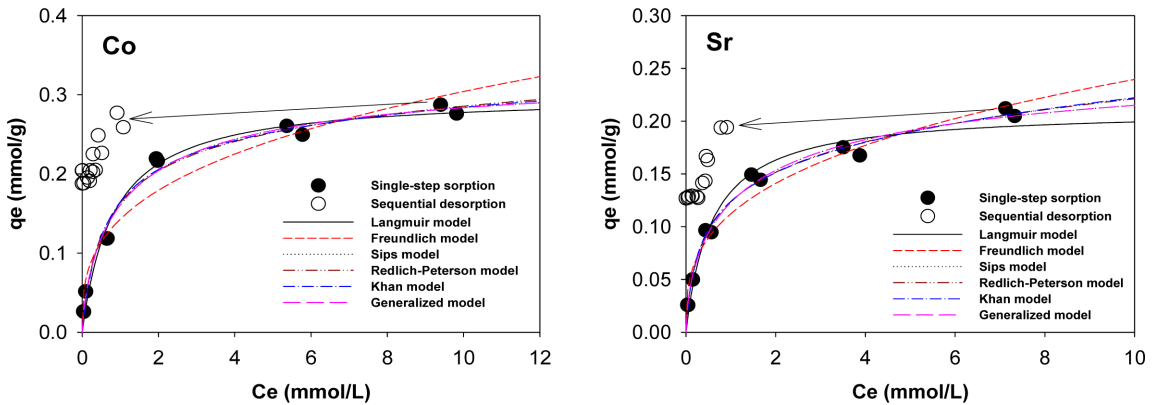 Co
qe (mmol/g)
0.4
0.3
0.2
0.1
0.0
Single-step sorption
Sequential desorption
Langmuir model
Freundlich model
Sips model
Redlich-Peterson model
Khan model
Generalized model
0 2 4 6 8 10 12
Ce (mmol/L)
Sr
qe (mmol/g)
0.30
0.25
0.20
0.15
0.10
0.05
0.00
Single-step sorption
Sequential desorption
Langmuir model
Freundlich model
Sips model
Redlich-Peterson model
Khan model
Generalized model
0 2 4 6 8 10
Ce (mmol/L)